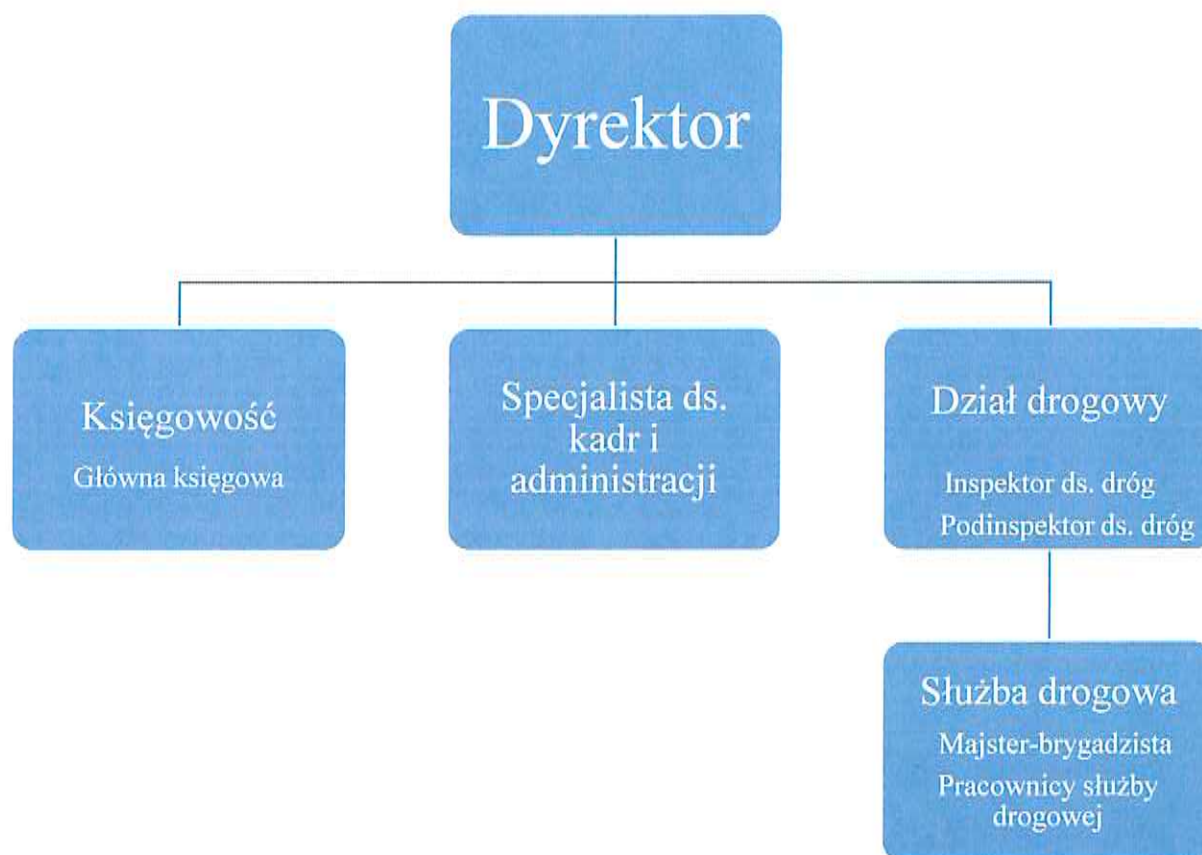 Dyrektor
Księgowość
Główna księgowa
Specjalista ds.
kadr i
administracji
Dział drogowy
Inspektor ds. dróg
Podinspektor ds. dróg
Służba drogowa
Majster-brygadzista
Pracownicy służby
drogowej